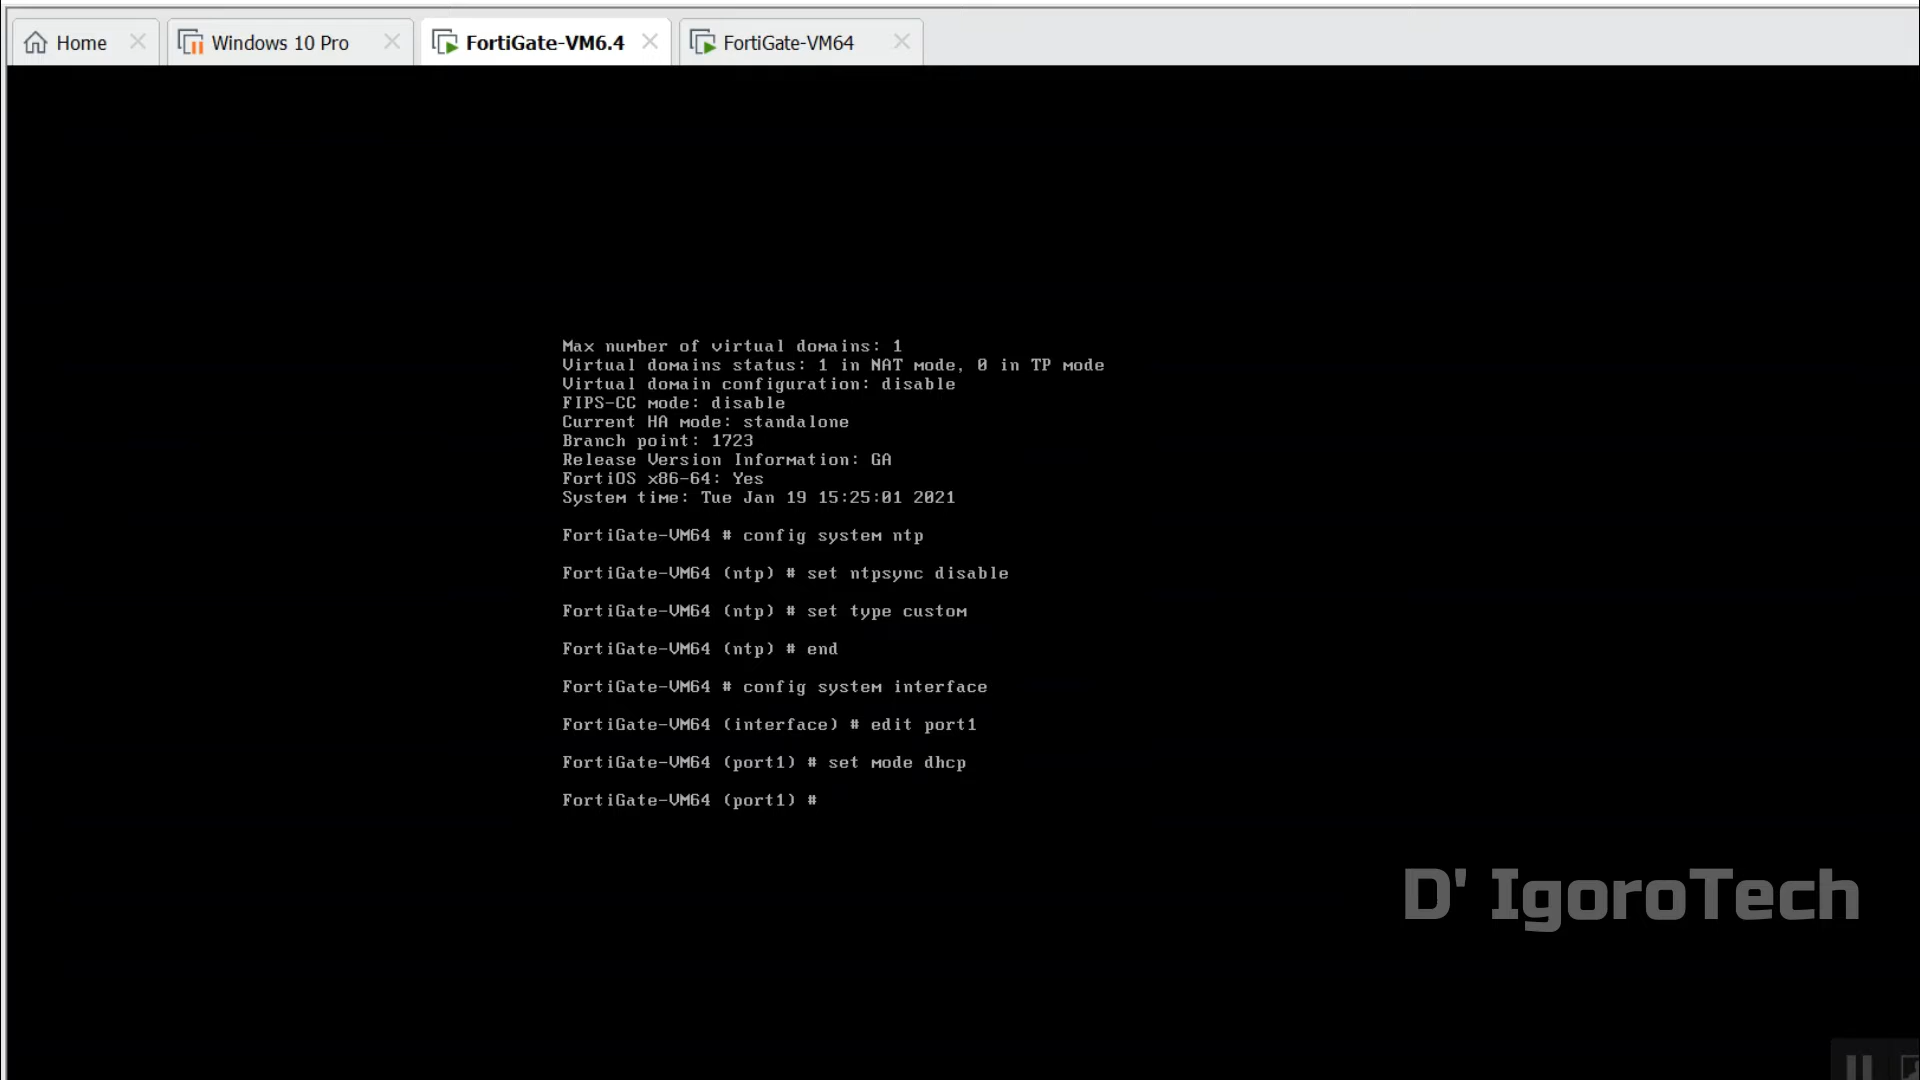 Home
Windows 10 Pro
FortiGate-VM6.4
FortiGate-VM64
Max number of virtual domains: 1
Virtual domains status: 1 in NAT mode, 0 in TP mode
Virtual domain configuration: disable
FIPS-CC mode: disable
Current HA mode: standalone
Branch point: 1723
Release Version Information: GA
FortiOS x86-64: Yes
System time: Tue Jan 19 15:25:01 2021
FortiGate-VM64 # config system ntp
FortiGate-VM64 (ntp) # set ntpsync disable
FortiGate-VM64 (ntp) # set type custom
FortiGate-VM64 (ntp) # end
FortiGate-VM64 # config system interface
FortiGate-VM64 (interface) # edit port1
FortiGate-VM64 (port1) # set mode dhcp
FortiGate-VM64 (port1) #
D' IgoroTech